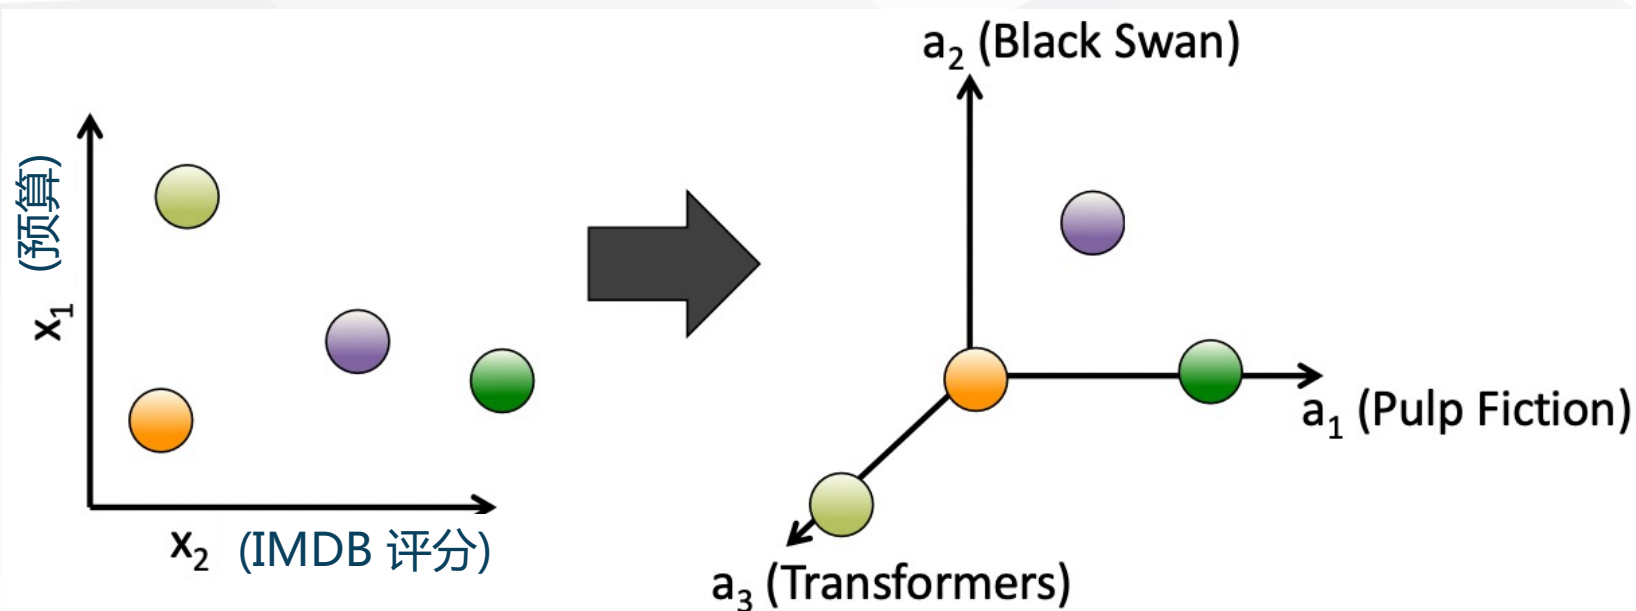 a2 (Black Swan)
(预算)
x1
x2 (IMDB 评分)
a1 (Pulp Fiction)
a3 (Transformers)